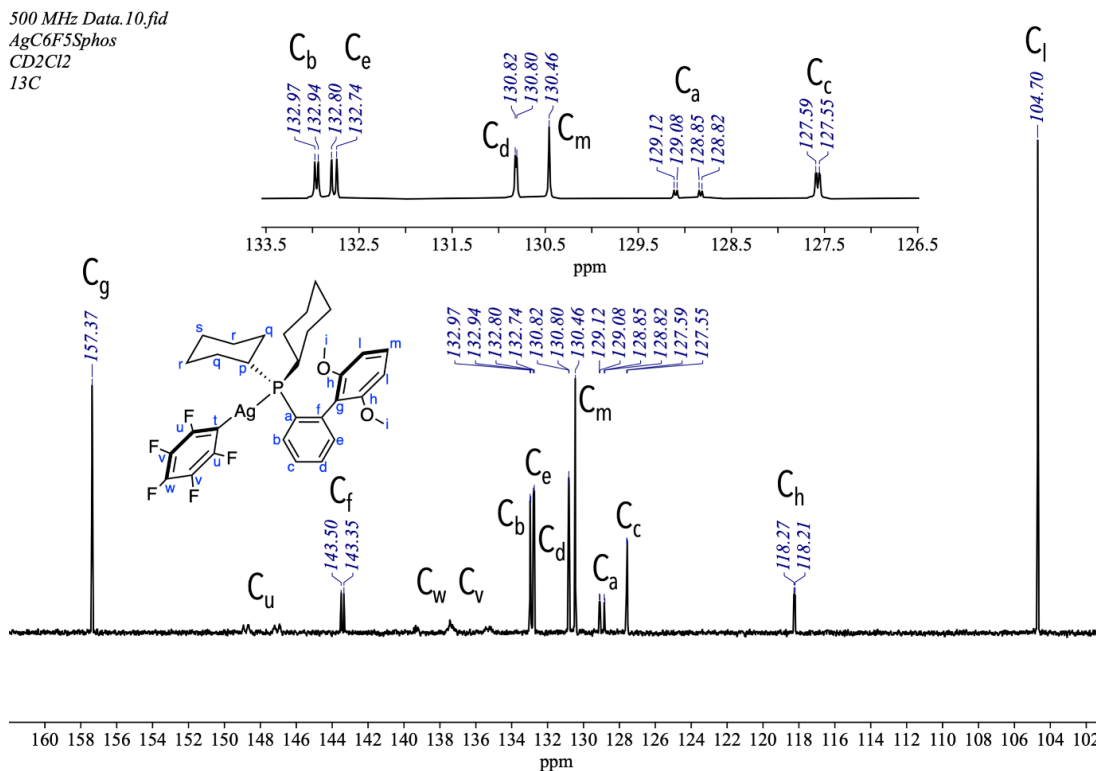 500 MHz Data.10.fid
AgC6F5Sphos
CD2Cl2
13C
Cb
Ce
Cd
Cm
Ca
Cc
Cl
132.97
132.94
132.80
132.74
130.82
130.80
130.46
129.12
129.08
128.85
128.82
127.59
127.55
104.70
133.5 132.5 131.5 130.5 129.5 128.5 127.5 126.5
ppm
Cg
157.37
s
r
q
r
q
p
i
l
m
O
h
l
P
f
g
h
O
i
Ag
a
t
b
e
c
d
F
u
F
v
u
F
v
w
F
F
132.97
132.94
132.80
132.74
130.82
130.80
130.46
129.12
129.08
128.85
128.82
127.59
127.55
Cm
Cf
143.50
143.35
Ce
Cb
Cd
Cc
Ch
118.27
118.21
Cu
Cw
Cv
Ca
160 158 156 154 152 150 148 146 144 142 140 138 136 134 132 130 128 126 124 122 120 118 116 114 112 110 108 106 104 102
ppm